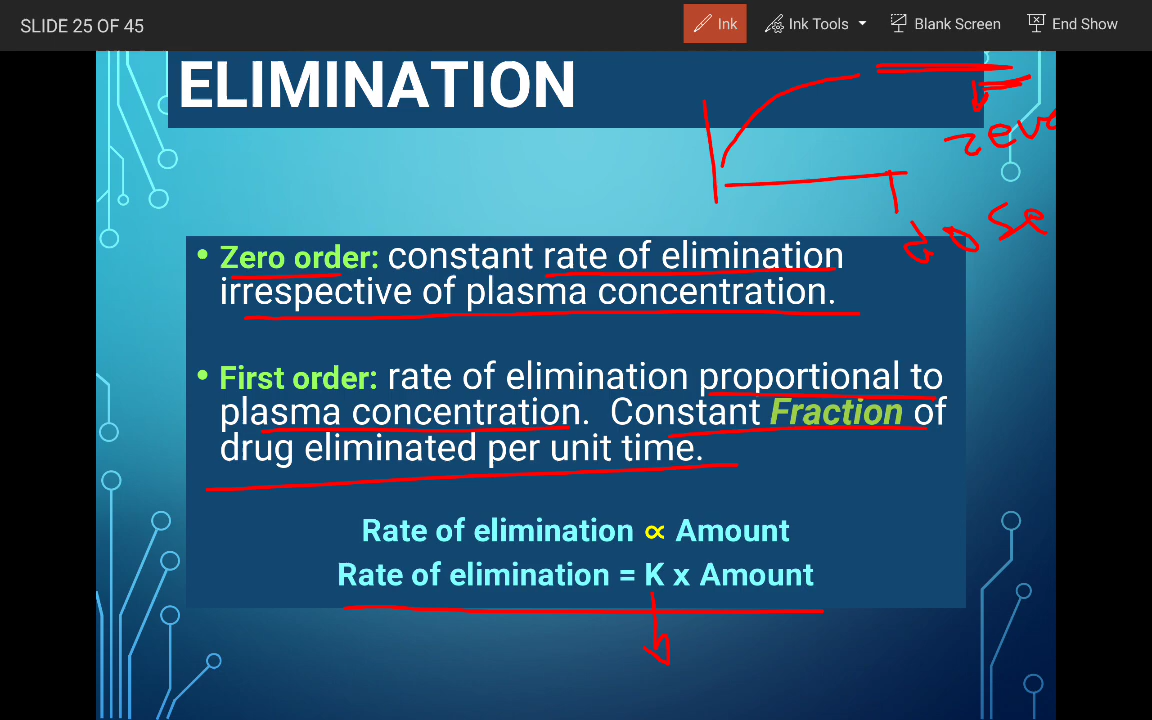 SLIDE 25 OF 45
Ink
Ink Tools
Blank Screen
End Show
ELIMINATION
zero
dose
• Zero order: constant rate of elimination
irrespective of plasma concentration.
• First order: rate of elimination proportional to
plasma concentration. Constant Fraction of
drug eliminated per unit time.
Rate of elimination ∝ Amount
Rate of elimination = K x Amount